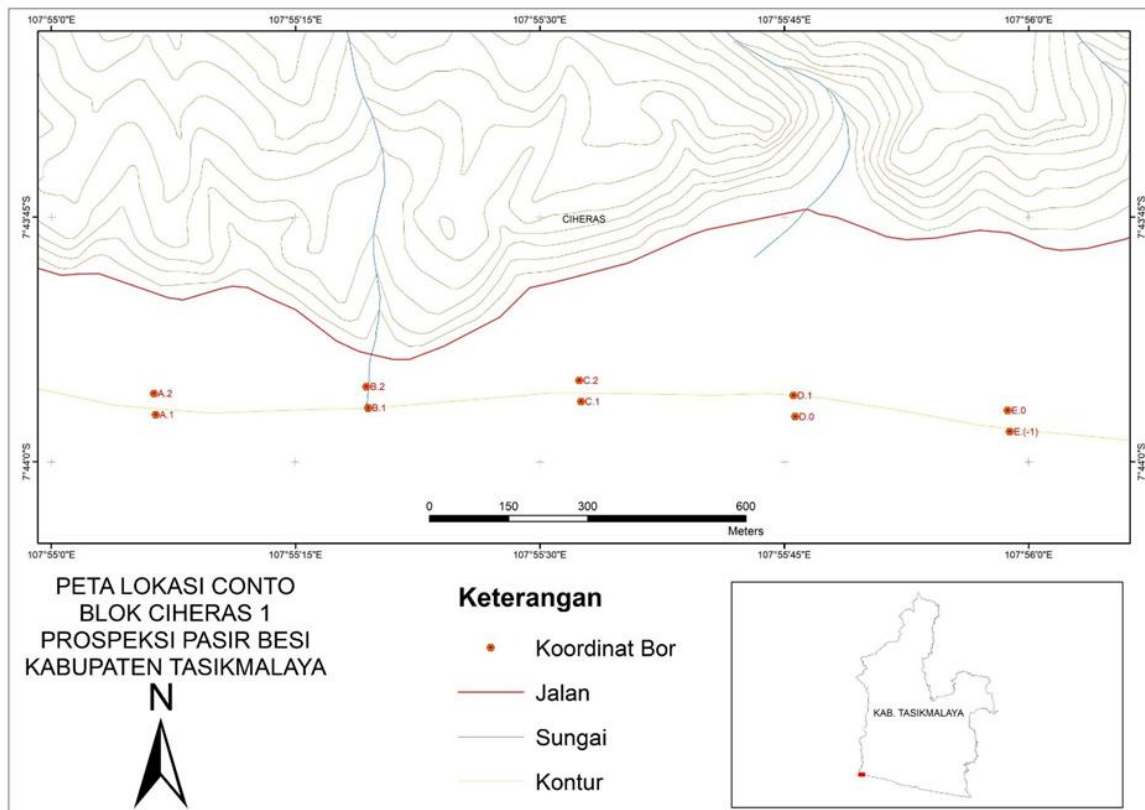 107°55'0"E 107°55'15"E 107°55'30"E 107°55'45"E 107°56'0"E
7°43'45"S 7°43'45"S
CIHERAS
A.2
A.1
B.2
B.1
C.2
C.1
D.1
D.0
E.0
E.(-1)
7°44'0"S 7°44'0"S
0 150 300 600
Meters
107°55'0"E 107°55'15"E 107°55'30"E 107°55'45"E 107°56'0"E
PETA LOKASI CONTO
BLOK CIHERAS 1
PROSPEKSI PASIR BESI
KABUPATEN TASIKMALAYA
N
Keterangan
Koordinat Bor
Jalan
Sungai
Kontur
KAB. TASIKMALAYA